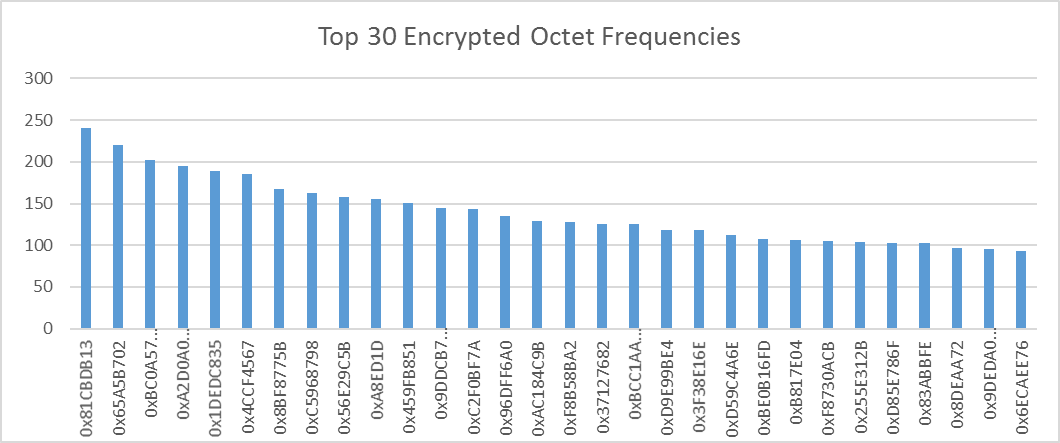 Top 30 Encrypted Octet Frequencies
300
250
200
150
100
50
0
0x81CBDB13
0x65A5B702
0xBC0A57…
0xA2D0A0…
0x1DEDC835
0x4CCF4567
0x8BF8775B
0xC5968798
0x56E29C5B
0xA8ED1D
0x459FB851
0x9DDCB7…
0xC2F0BF7A
0x96DFF6A0
0xAC184C9B
0xF8B58BA2
0x37127682
0xBCC1AA…
0xD9E99BE4
0x3F38E16E
0xD59C4A6E
0xBE0B16FD
0xB817E04
0xF8730ACB
0x255E312B
0xD85E786F
0x83ABBFE
0x8DEAA72
0x9DEDA0…
0x6ECAEE76